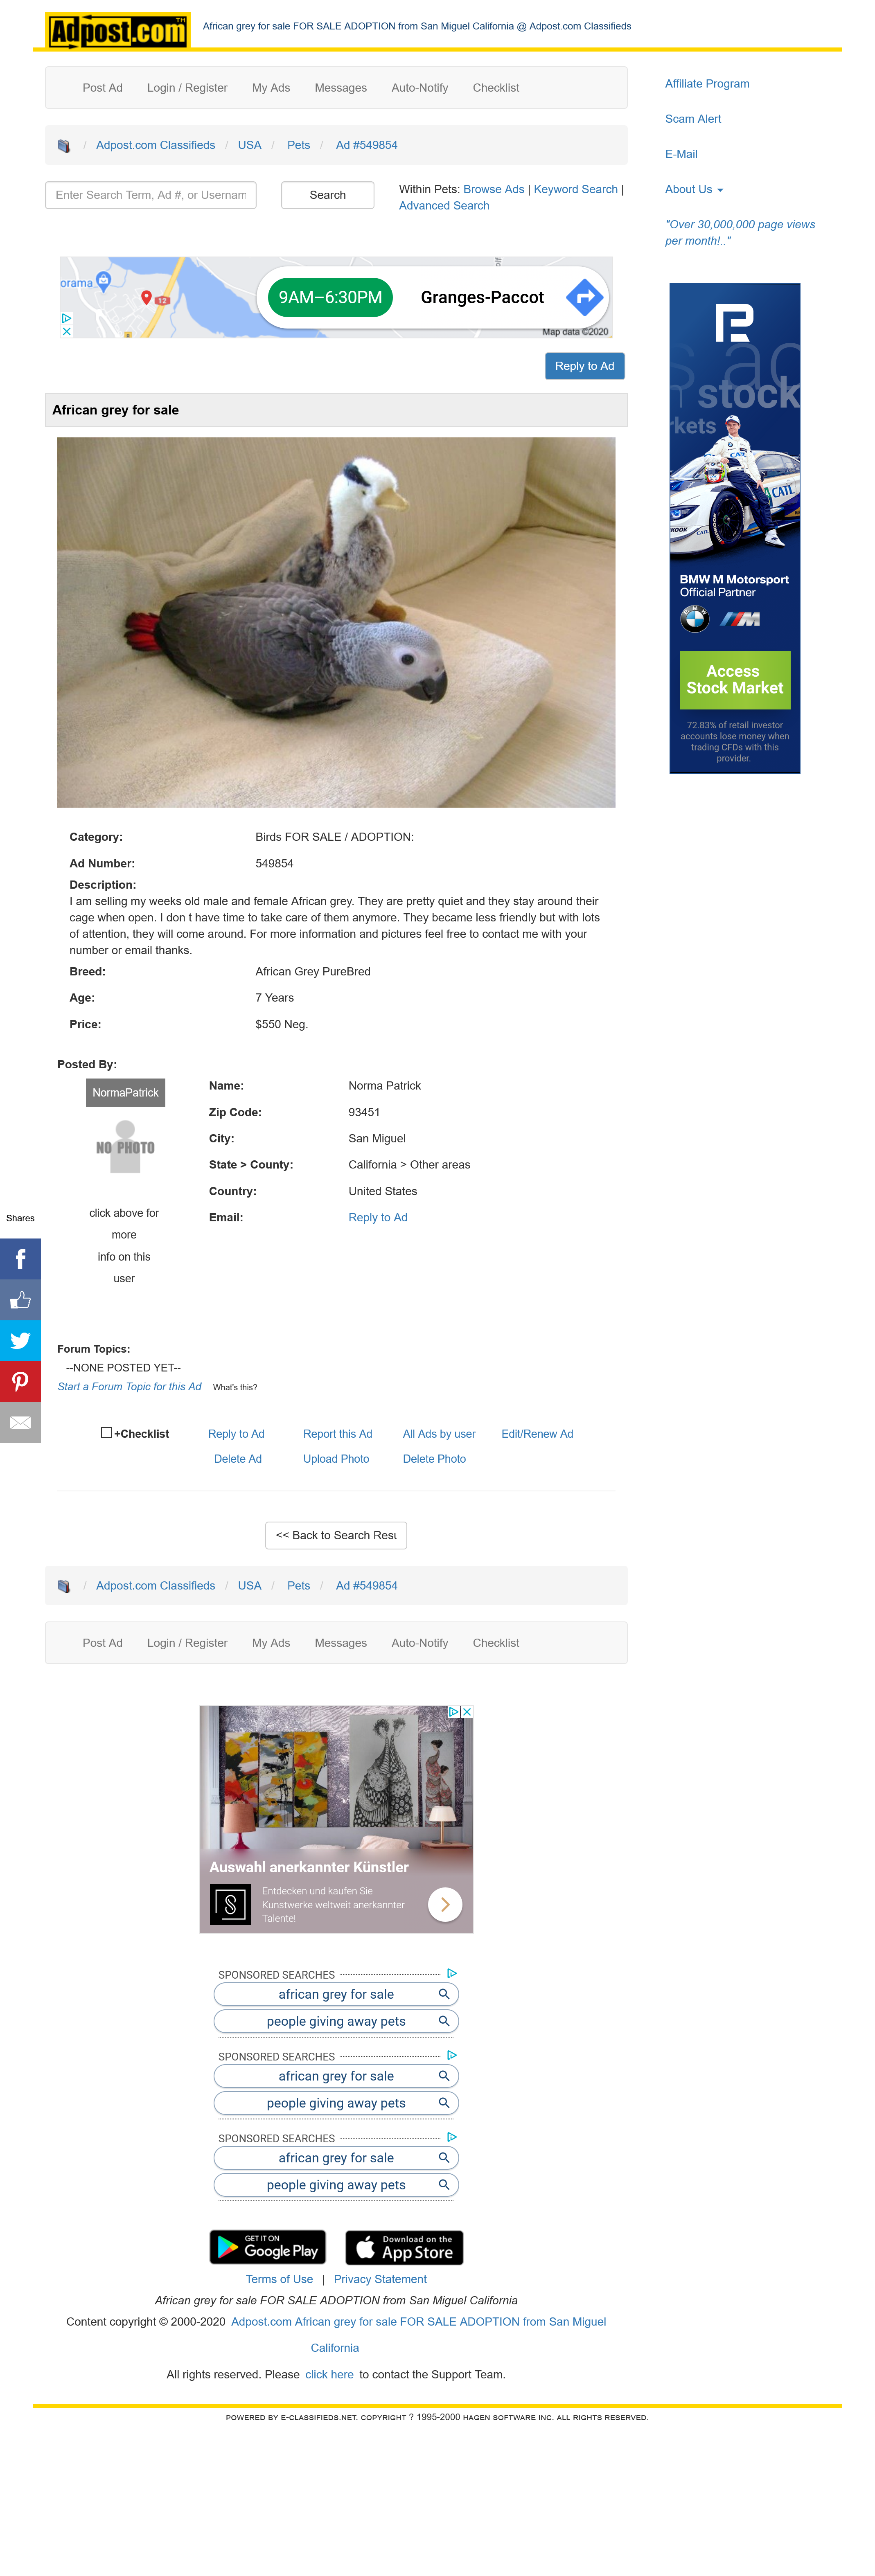 Adpost.com™
African grey for sale FOR SALE ADOPTION from San Miguel California @ Adpost.com Classifieds
Post Ad Login / Register My Ads Messages Auto-Notify Checklist
/ Adpost.com Classifieds / USA / Pets / Ad #549854
Enter Search Term, Ad #, or Usernam
Search
Within Pets: Browse Ads | Keyword Search |
Advanced Search
Affiliate Program
Scam Alert
E-Mail
About Us
"Over 30,000,000 page views
per month!.."
orama
12
9AM–6:30PM
Granges-Paccot
Map data ©2020
Reply to Ad
stock
rkets
CATL
BMW M Motorsport
Official Partner
Access
Stock Market
72.83% of retail investor
accounts lose money when
trading CFDs with this
provider.
African grey for sale
Category: Birds FOR SALE / ADOPTION:
Ad Number: 549854
Description:
I am selling my weeks old male and female African grey. They are pretty quiet and they stay around their
cage when open. I don t have time to take care of them anymore. They became less friendly but with lots
of attention, they will come around. For more information and pictures feel free to contact me with your
number or email thanks.
Breed: African Grey PureBred
Age: 7 Years
Price: $550 Neg.
Posted By:
NormaPatrick
NO PHOTO
click above for
more
info on this
user
Name: Norma Patrick
Zip Code: 93451
City: San Miguel
State > County: California > Other areas
Country: United States
Email: Reply to Ad
Shares
Forum Topics:
--NONE POSTED YET--
Start a Forum Topic for this Ad What's this?
+Checklist Reply to Ad Report this Ad All Ads by user Edit/Renew Ad
Delete Ad Upload Photo Delete Photo
<< Back to Search Resu
/ Adpost.com Classifieds / USA / Pets / Ad #549854
Post Ad Login / Register My Ads Messages Auto-Notify Checklist
Auswahl anerkannter Künstler
Entdecken und kaufen Sie
Kunstwerke weltweit anerkannter
Talente!
SPONSORED SEARCHES
african grey for sale
people giving away pets
SPONSORED SEARCHES
african grey for sale
people giving away pets
SPONSORED SEARCHES
african grey for sale
people giving away pets
GET IT ON
Google Play
Download on the
App Store
Terms of Use | Privacy Statement
African grey for sale FOR SALE ADOPTION from San Miguel California
Content copyright © 2000-2020 Adpost.com African grey for sale FOR SALE ADOPTION from San Miguel
California
All rights reserved. Please click here to contact the Support Team.
POWERED BY E-CLASSIFIEDS.NET. COPYRIGHT ? 1995-2000 HAGEN SOFTWARE INC. ALL RIGHTS RESERVED.